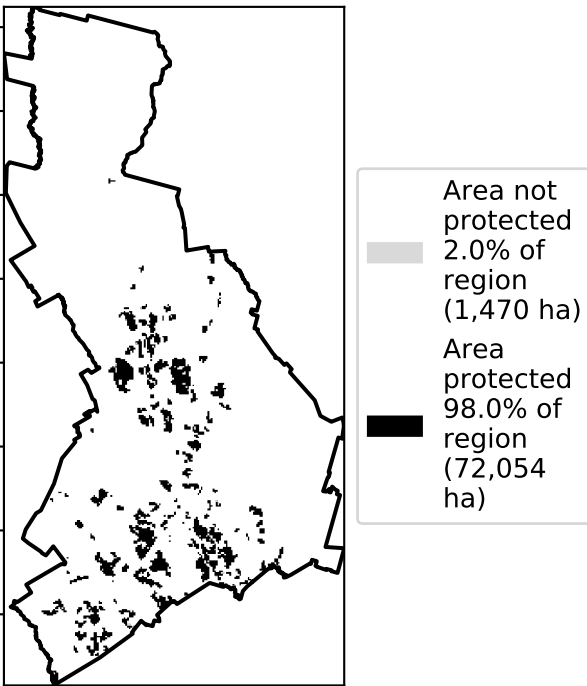 Area not
protected
2.0% of
region
(1,470 ha)
Area
protected
98.0% of
region
(72,054
ha)